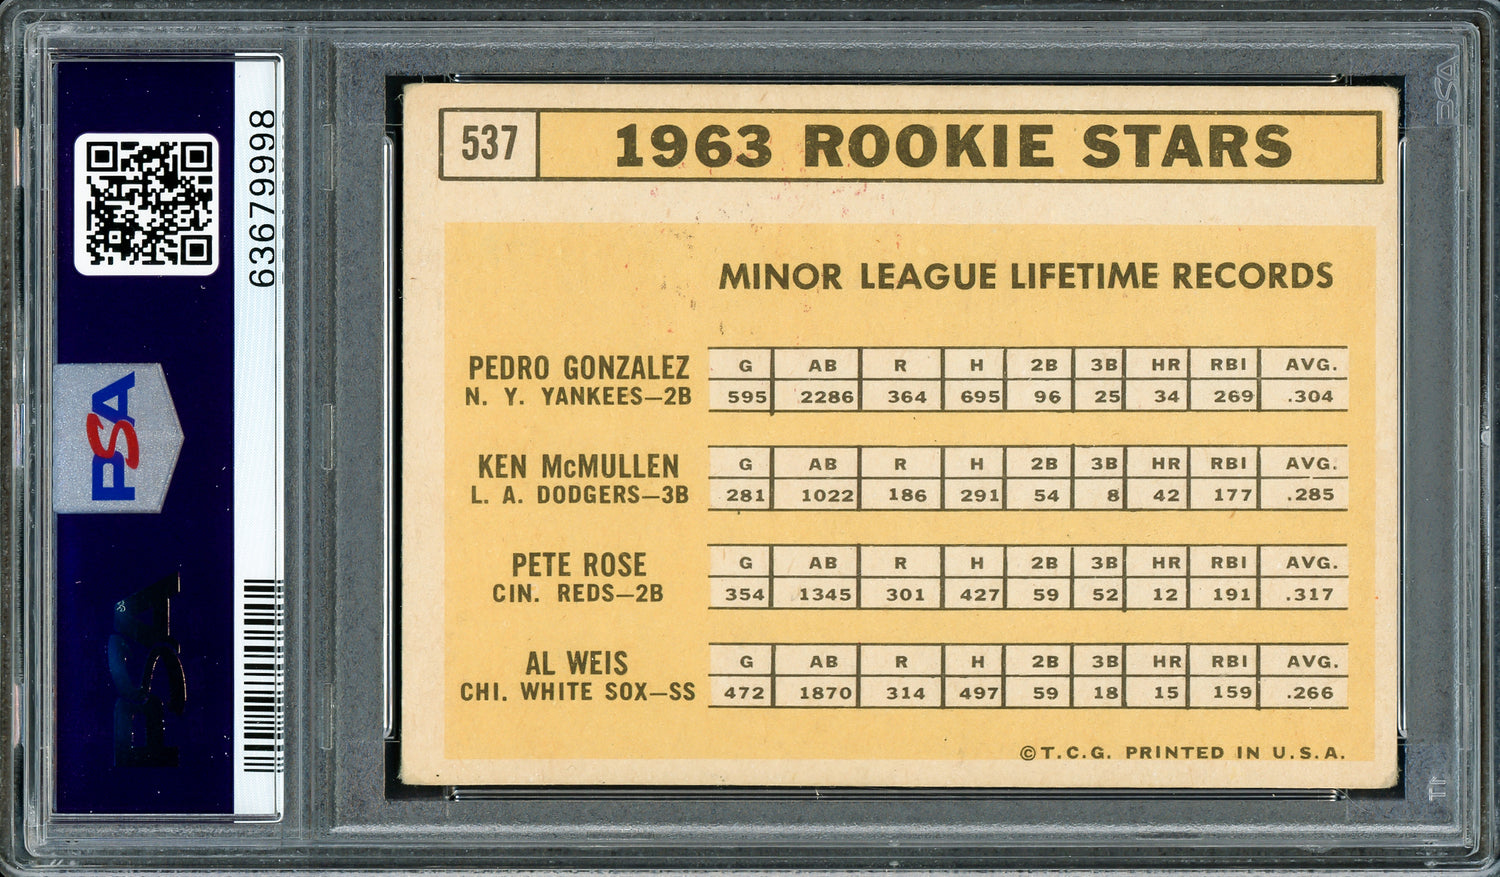 63679998
PSA
PSA
PSA
537
1963 ROOKIE STARS
MINOR LEAGUE LIFETIME RECORDS
PEDRO GONZALEZ
N. Y. YANKEES—2B
G AB R H 2B 3B HR RBI AVG.
595 2286 364 695 96 25 34 269 .304
KEN McMULLEN
L. A. DODGERS—3B
G AB R H 2B 3B HR RBI AVG.
281 1022 186 291 54 8 42 177 .285
PETE ROSE
CIN. REDS—2B
G AB R H 2B 3B HR RBI AVG.
354 1345 301 427 59 52 12 191 .317
AL WEIS
CHI. WHITE SOX—SS
G AB R H 2B 3B HR RBI AVG.
472 1870 314 497 59 18 15 159 .266
©T.C.G. PRINTED IN U.S.A.